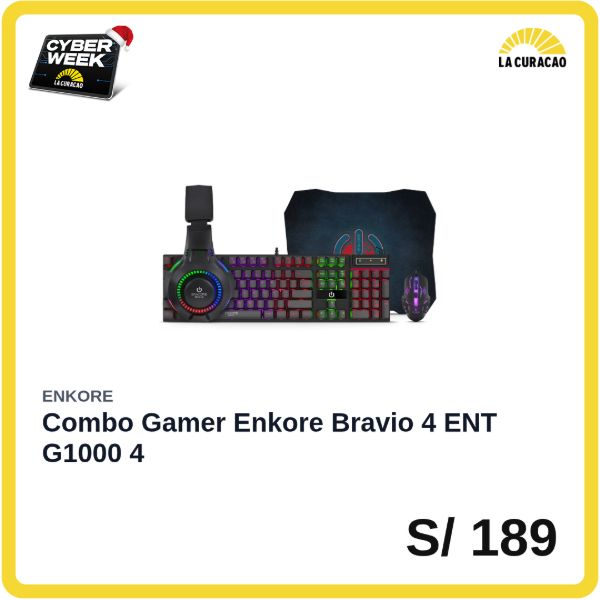 CYBER
WEEK
LA CURACAO
LA CURACAO
ENKORE
Combo Gamer Enkore Bravio 4 ENT
G1000 4
S/ 189